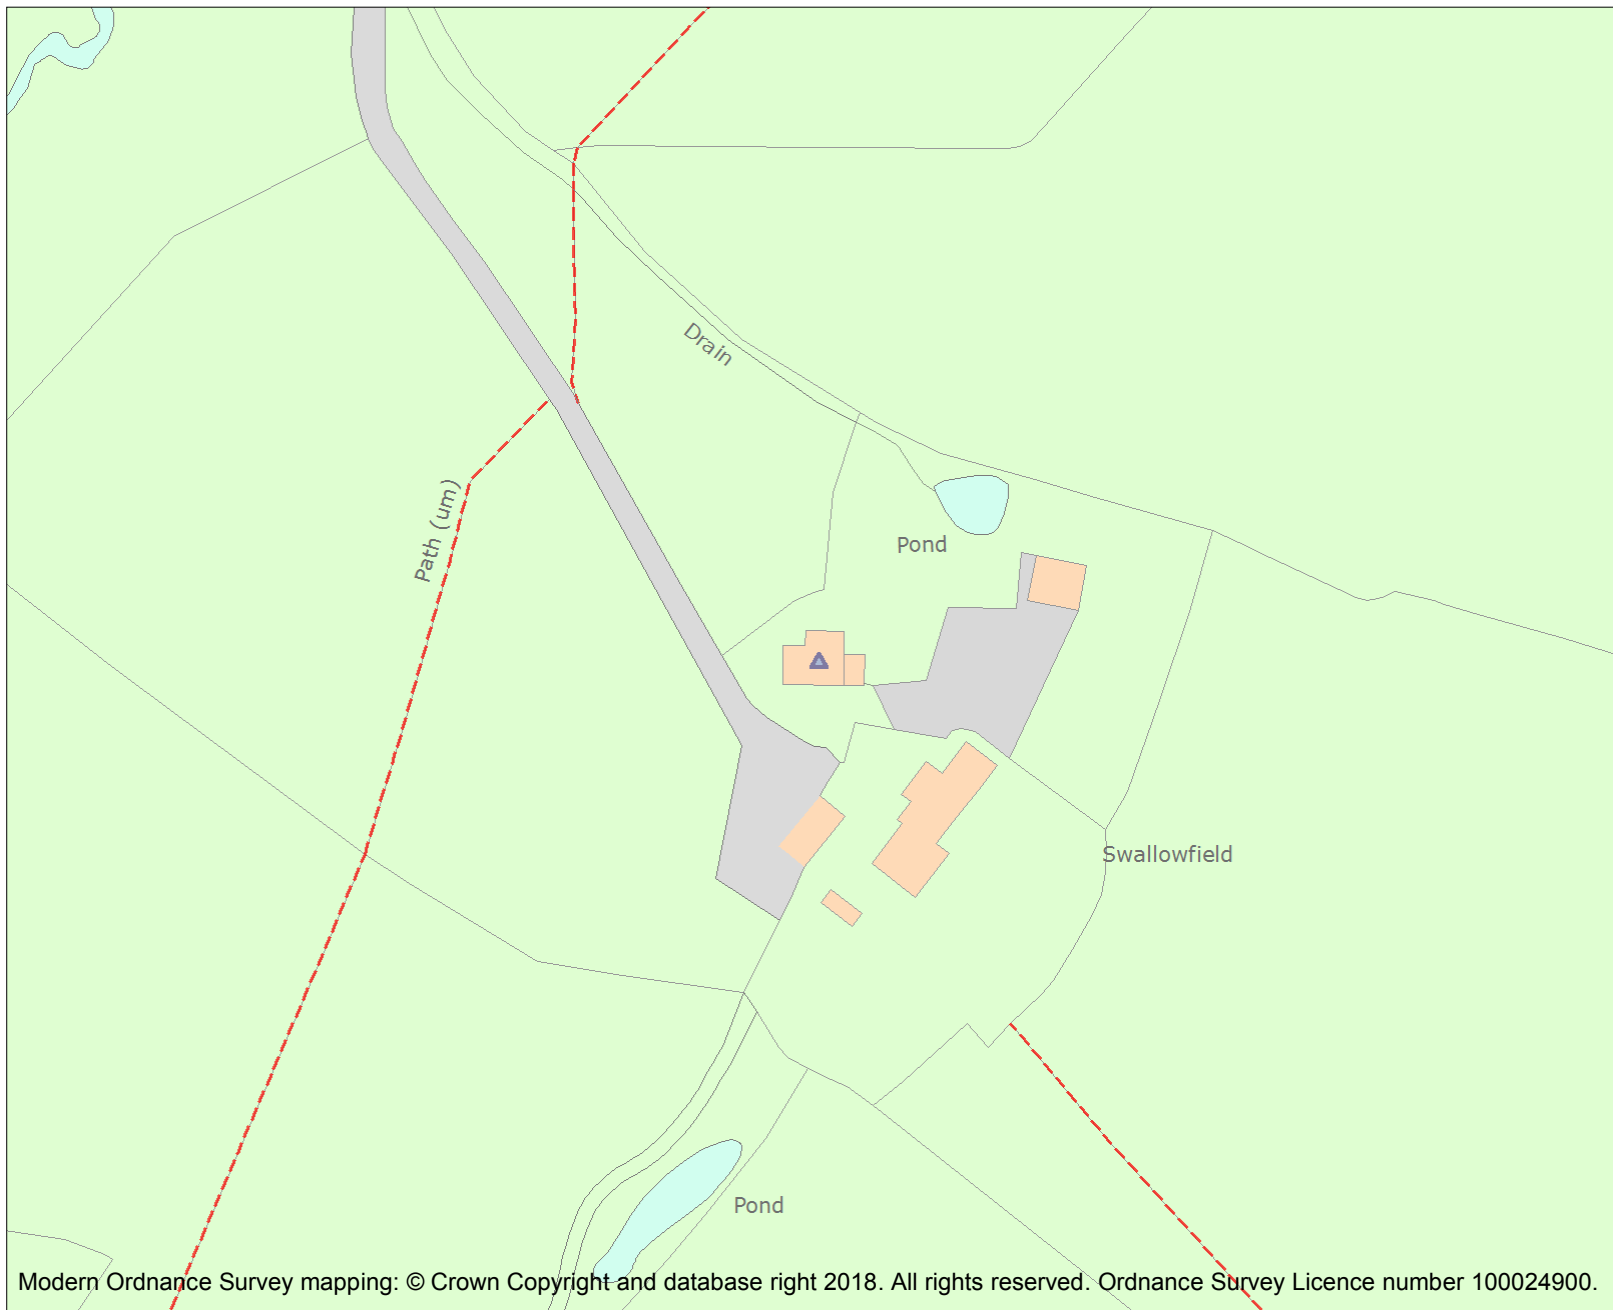 Drain
Path (um)
Pond
Swallowfield
Pond
Modern Ordnance Survey mapping: © Crown Copyright and database right 2018. All rights reserved. Ordnance Survey Licence number 100024900.